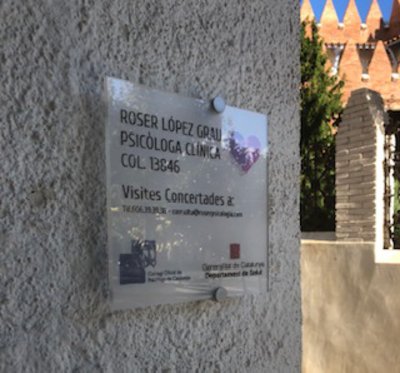 ROSER LÓPEZ GRAU
PSICÒLOGA CLÍNICA
COL. 13846
Visites Concertades a:
Col·legi Oficial de
Psicologia de Catalunya
Generalitat de Catalunya
Departament de Salut